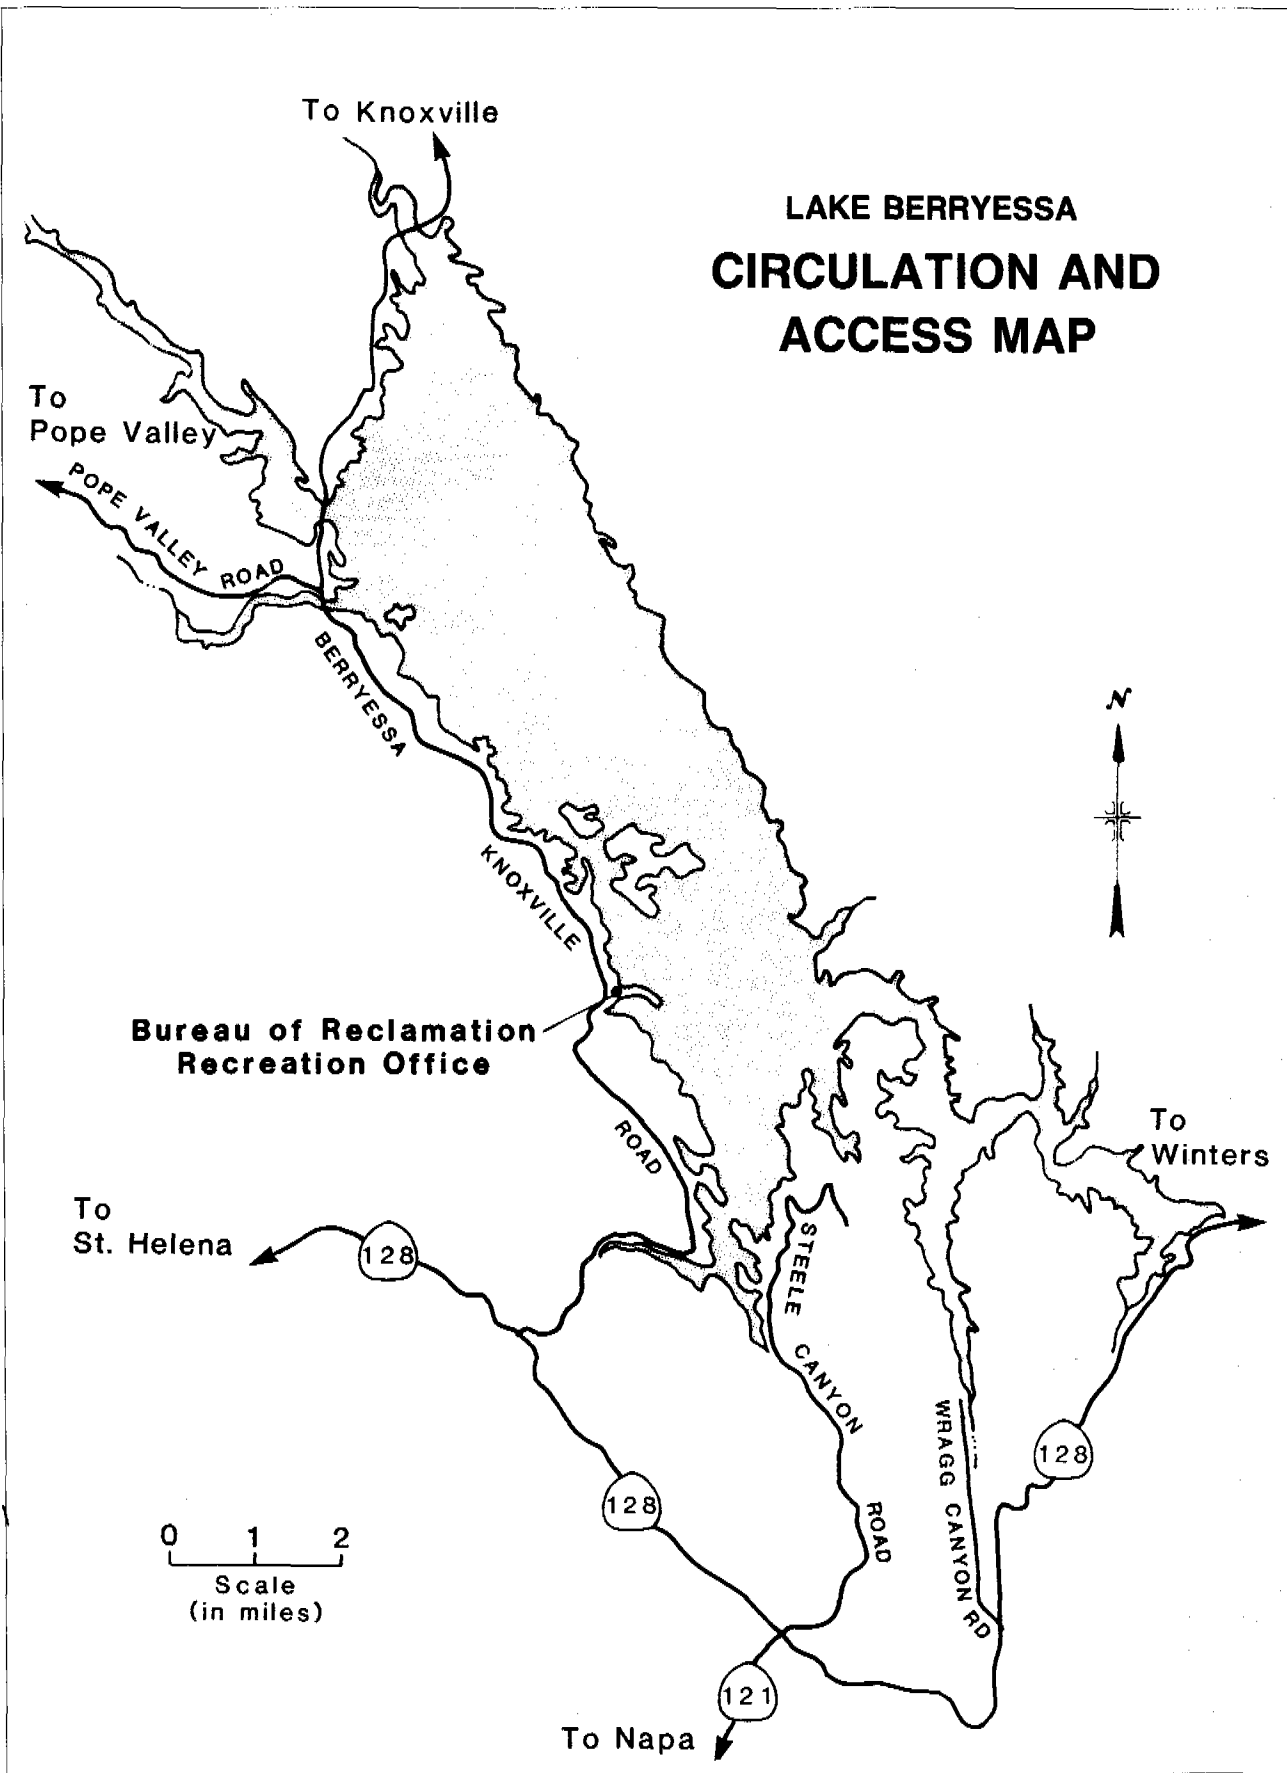 To Knoxville
LAKE BERRYESSA
CIRCULATION AND
ACCESS MAP
To
Pope Valley
POPE VALLEY ROAD
BERRYESSA
KNOXVILLE
ROAD
N
Bureau of Reclamation
Recreation Office
To
Winters
To
St. Helena
128
STEELE
CANYON
ROAD
WRAGG CANYON RD
128
128
0 1 2
Scale
(in miles)
121
To Napa